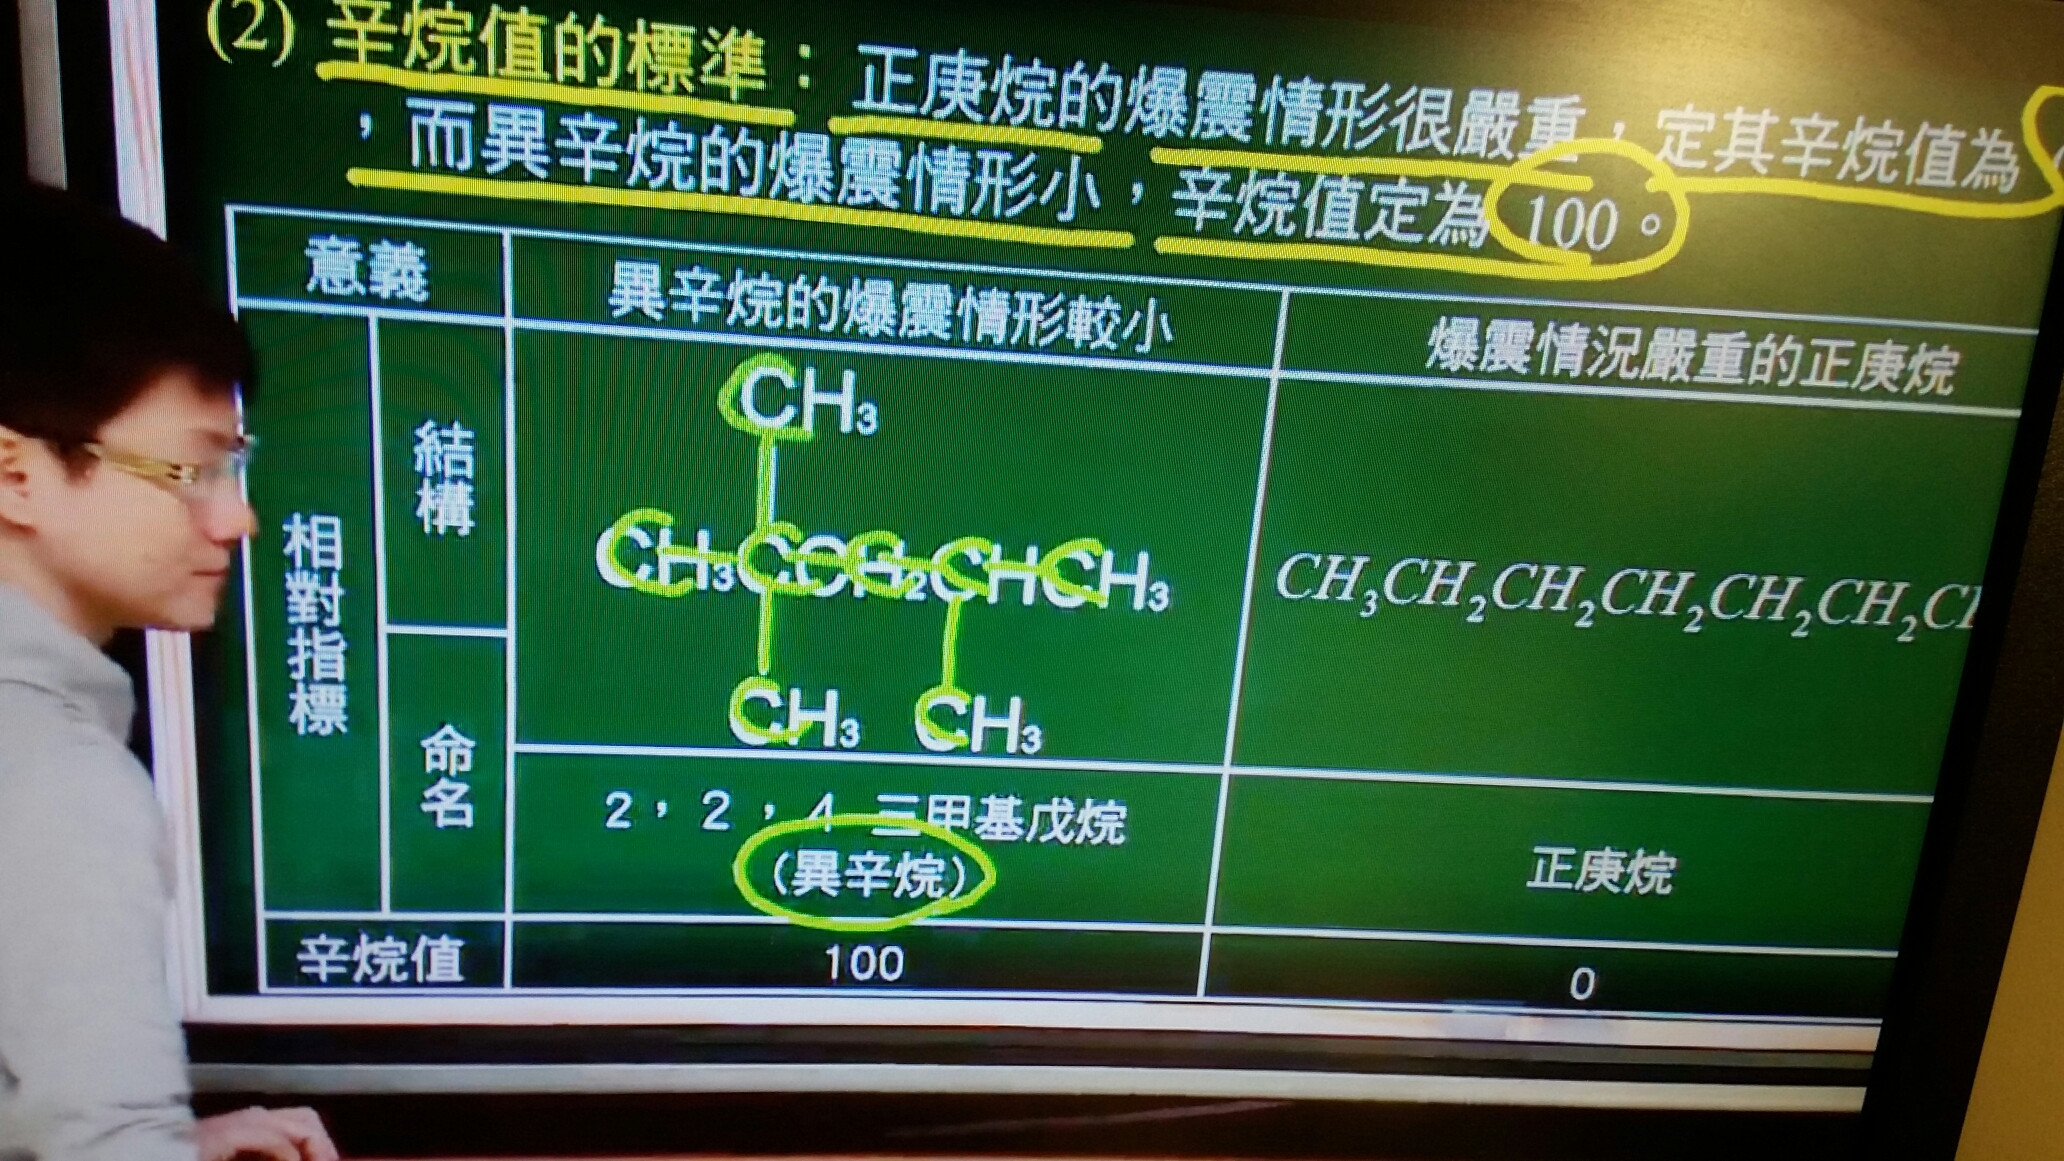 (2) 辛烷值的標準：正庚烷的爆震情形很嚴重，定其辛烷值為
，而異辛烷的爆震情形小，辛烷值定為 100。
意義
異辛烷的爆震情形較小
爆震情況嚴重的正庚烷
相對指標
結構
CH₃
CH₃CCH₂CHCH₃
CH₃ CH₃
CH₃CH₂CH₂CH₂CH₂CH₂
命名
2，2，4 三甲基戊烷
(異辛烷)
正庚烷
辛烷值
100
0